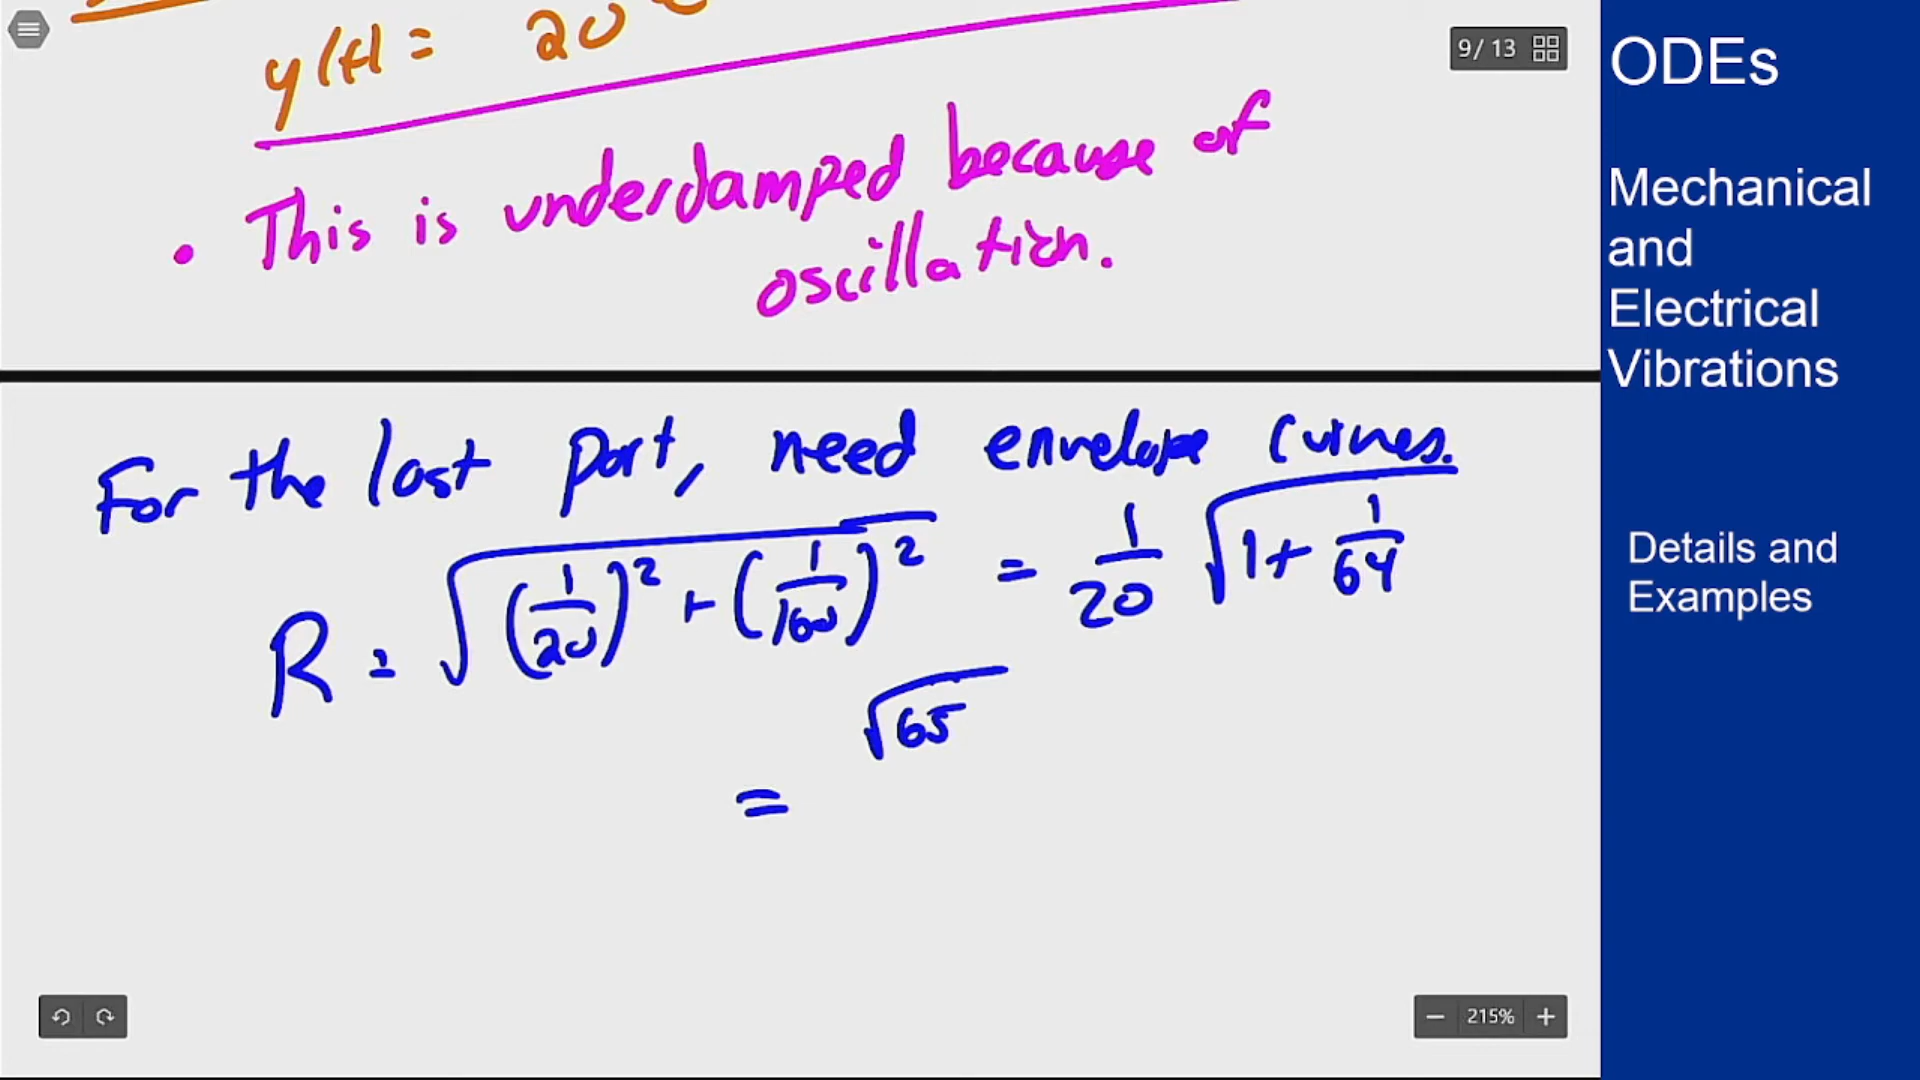 y(t) = 20
9 / 13
• This is underdamped because of
oscillation.
For the last part, need envelope curves.
R = √((1/20)² + (1/160)²) = 1/20 √(1 + 1/64)
= √65
215%
ODEs
Mechanical
and
Electrical
Vibrations
Details and
Examples